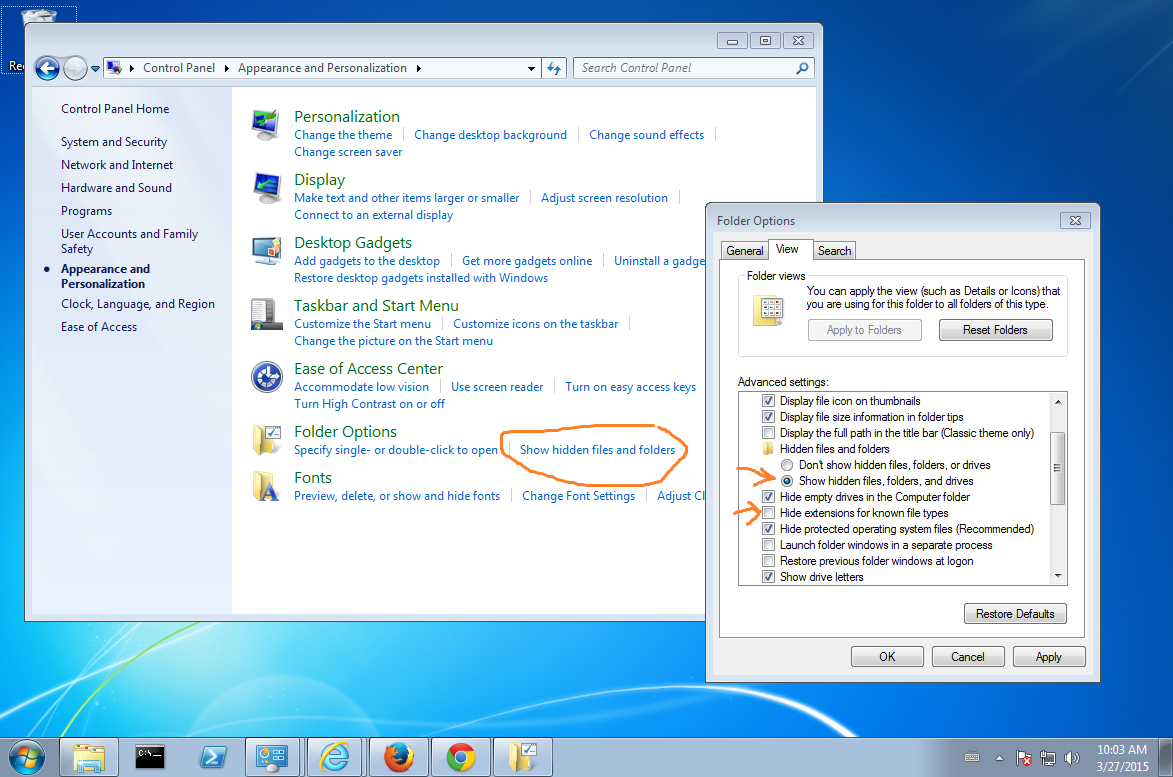 Rec
Control Panel
Appearance and Personalization
Search Control Panel
Control Panel Home
System and Security
Network and Internet
Hardware and Sound
Programs
User Accounts and Family
Safety
Appearance and
Personalization
Clock, Language, and Region
Ease of Access
Personalization
Change the theme Change desktop background Change sound effects
Change screen saver
Display
Make text and other items larger or smaller Adjust screen resolution
Connect to an external display
Desktop Gadgets
Add gadgets to the desktop Get more gadgets online Uninstall a gadge
Restore desktop gadgets installed with Windows
Taskbar and Start Menu
Customize the Start menu Customize icons on the taskbar
Change the picture on the Start menu
Ease of Access Center
Accommodate low vision Use screen reader Turn on easy access keys
Turn High Contrast on or off
Folder Options
Specify single- or double-click to open Show hidden files and folders
Fonts
Preview, delete, or show and hide fonts Change Font Settings Adjust Cl
Folder Options
General View Search
Folder views
You can apply the view (such as Details or Icons) that
you are using for this folder to all folders of this type.
Apply to Folders Reset Folders
Advanced settings:
Display file icon on thumbnails
Display file size information in folder tips
Display the full path in the title bar (Classic theme only)
Hidden files and folders
Don't show hidden files, folders, or drives
Show hidden files, folders, and drives
Hide empty drives in the Computer folder
Hide extensions for known file types
Hide protected operating system files (Recommended)
Launch folder windows in a separate process
Restore previous folder windows at logon
Show drive letters
Restore Defaults
OK Cancel Apply
10:03 AM
3/27/2015